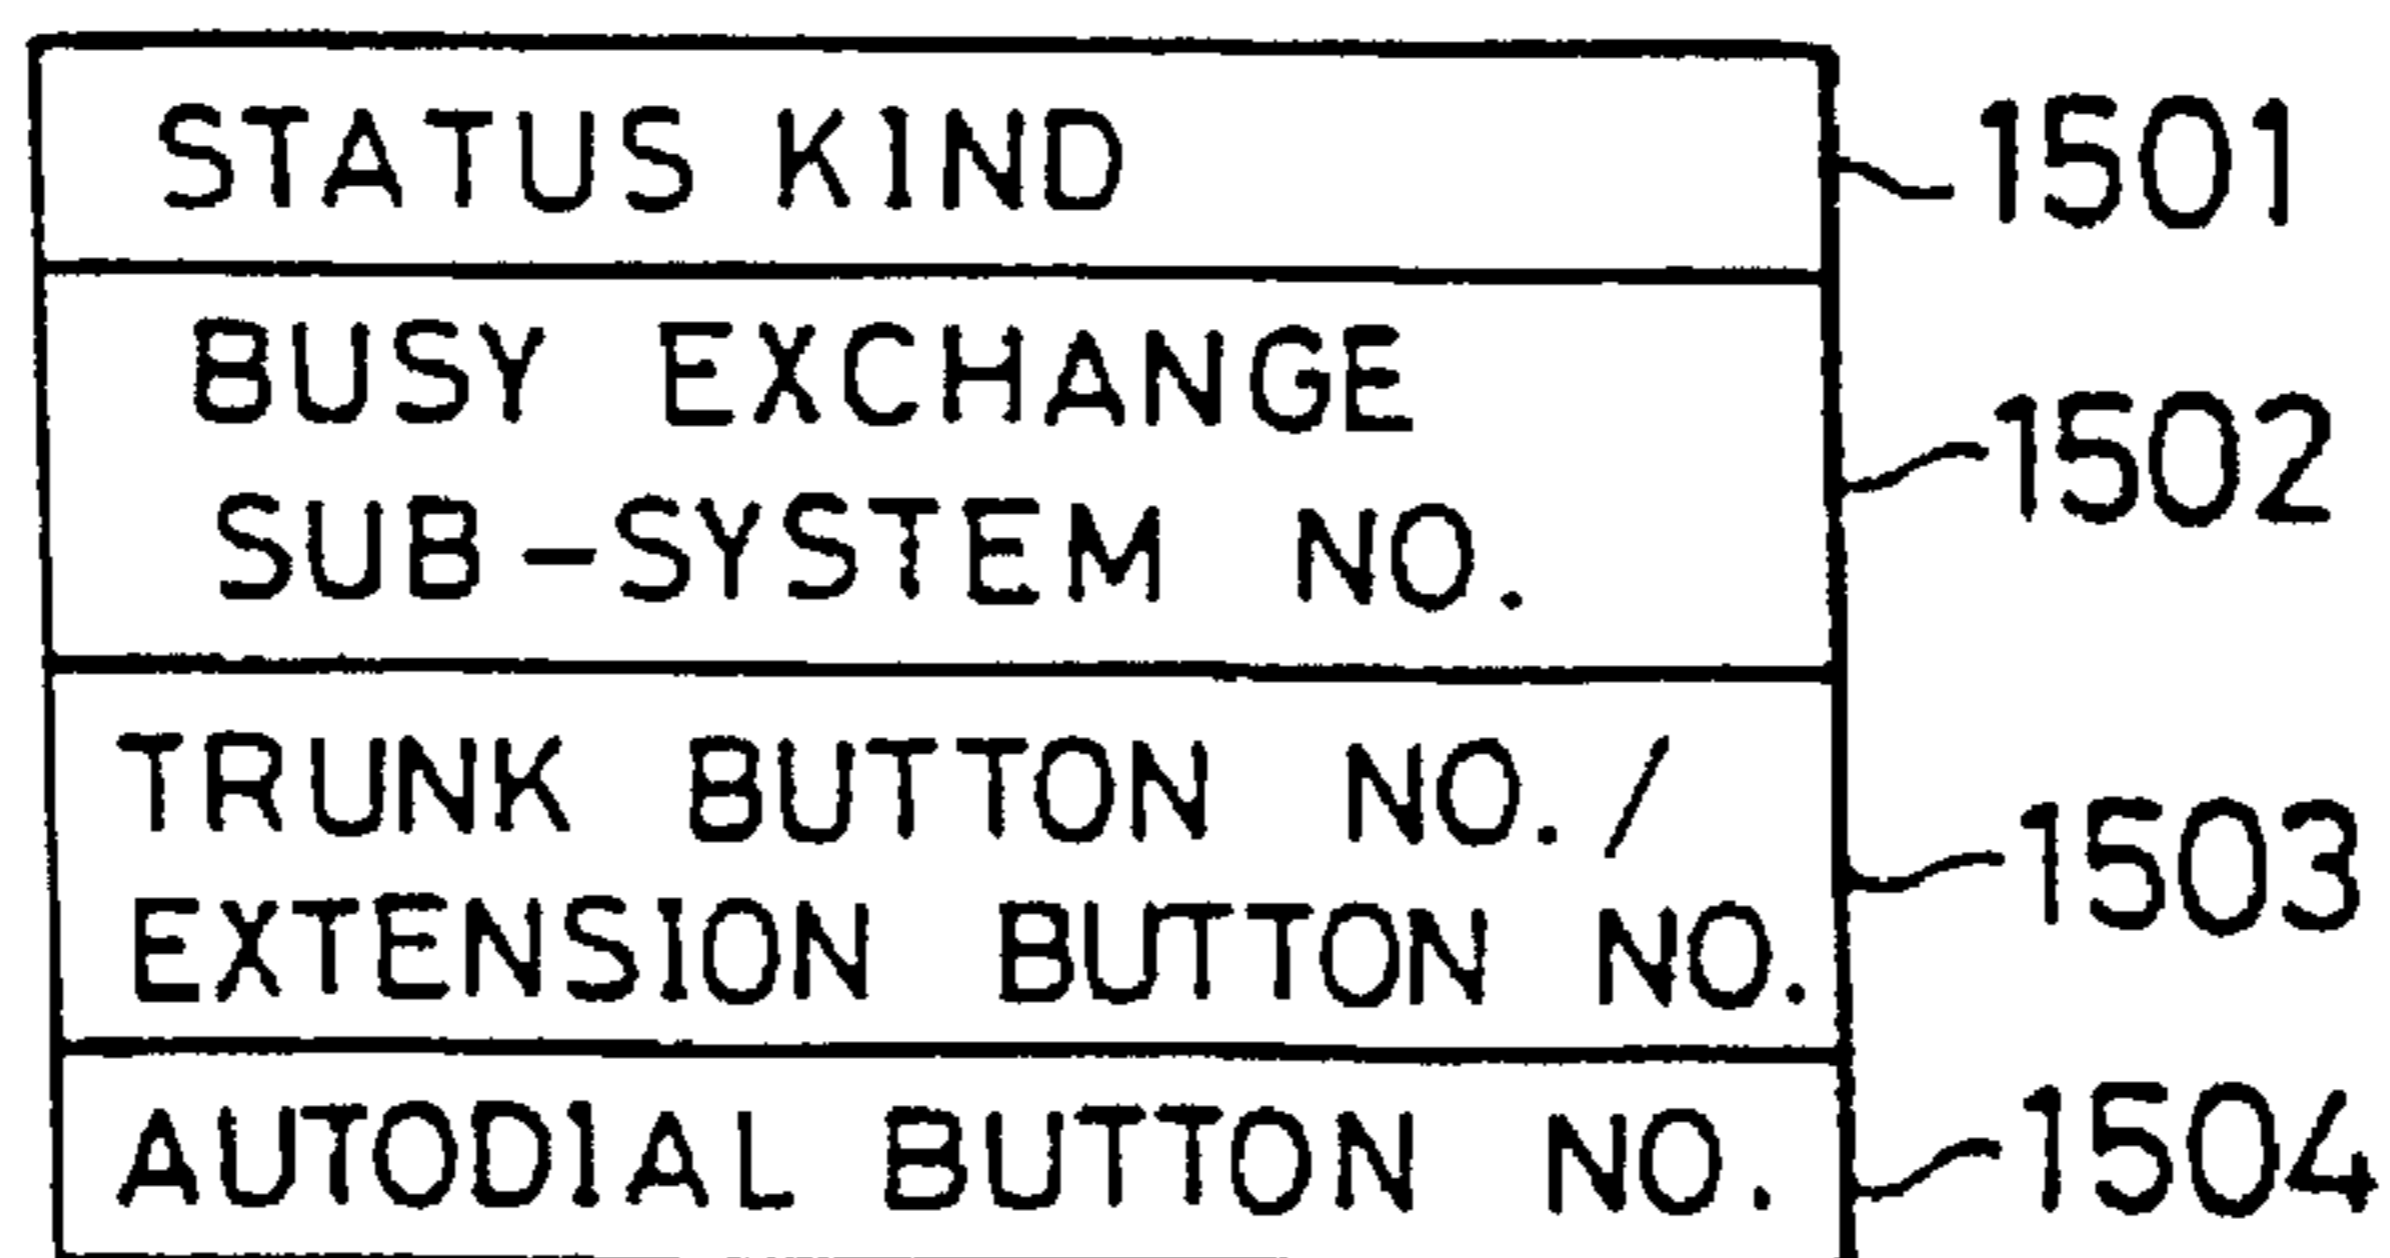 STATUS KIND
1501
BUSY EXCHANGE
SUB-SYSTEM NO.
1502
TRUNK BUTTON NO./
EXTENSION BUTTON NO.
1503
AUTODIAL BUTTON NO.
1504